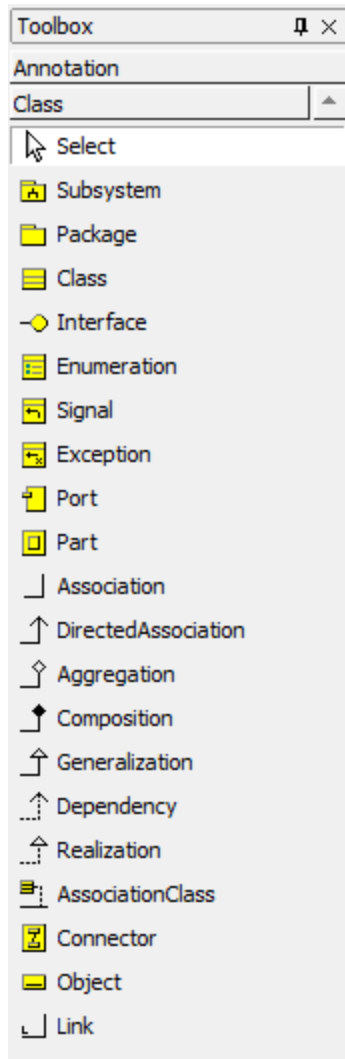 Toolbox
Annotation
Class
Select
Subsystem
Package
Class
Interface
Enumeration
Signal
Exception
Port
Part
Association
DirectedAssociation
Aggregation
Composition
Generalization
Dependency
Realization
AssociationClass
Connector
Object
Link